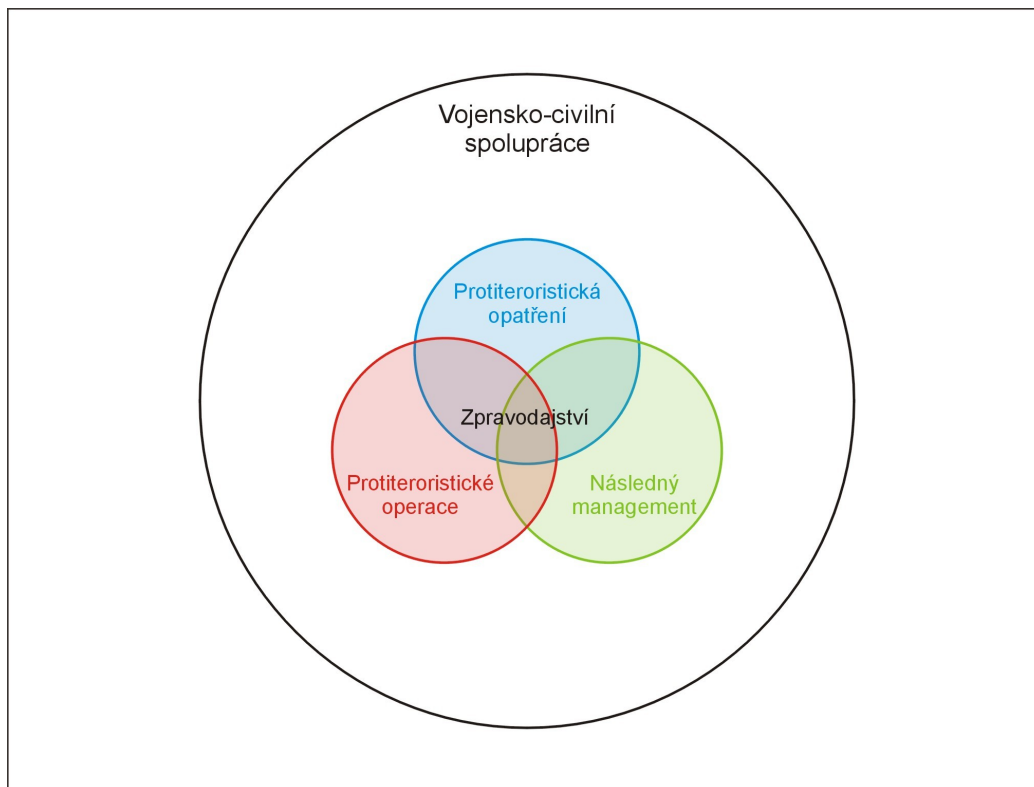 Vojensko-civilní
spolupráce
Protiteroristická
opatření
Zpravodajství
Protiteroristické
operace
Následný
management